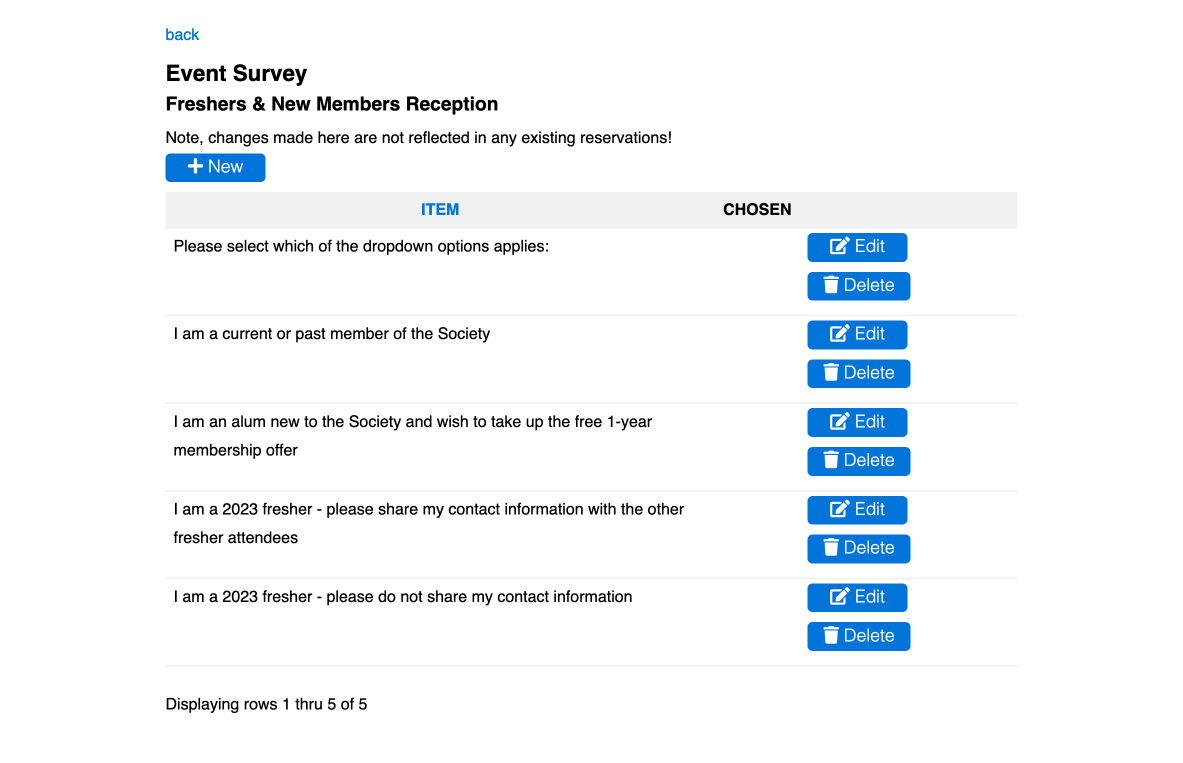 back
Event Survey
Freshers & New Members Reception
Note, changes made here are not reflected in any existing reservations!
New
ITEM CHOSEN
Please select which of the dropdown options applies: Edit
Delete
I am a current or past member of the Society Edit
Delete
I am an alum new to the Society and wish to take up the free 1-year Edit
membership offer Delete
I am a 2023 fresher - please share my contact information with the other Edit
fresher attendees Delete
I am a 2023 fresher - please do not share my contact information Edit
Delete
Displaying rows 1 thru 5 of 5